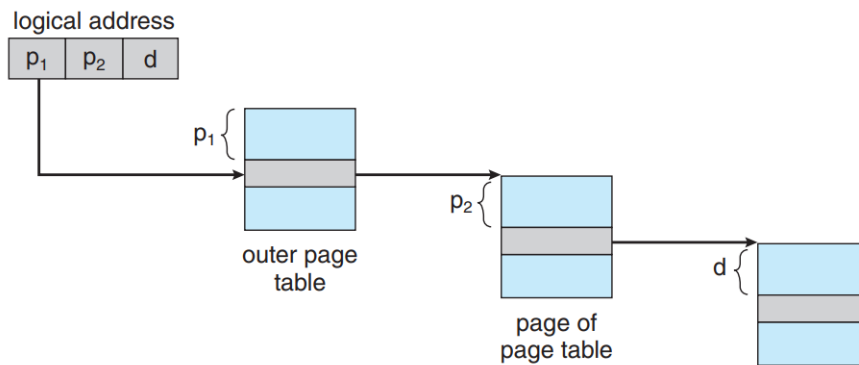 logical address
p₁ p₂ d
p₁
outer page
table
p₂
page of
page table
d